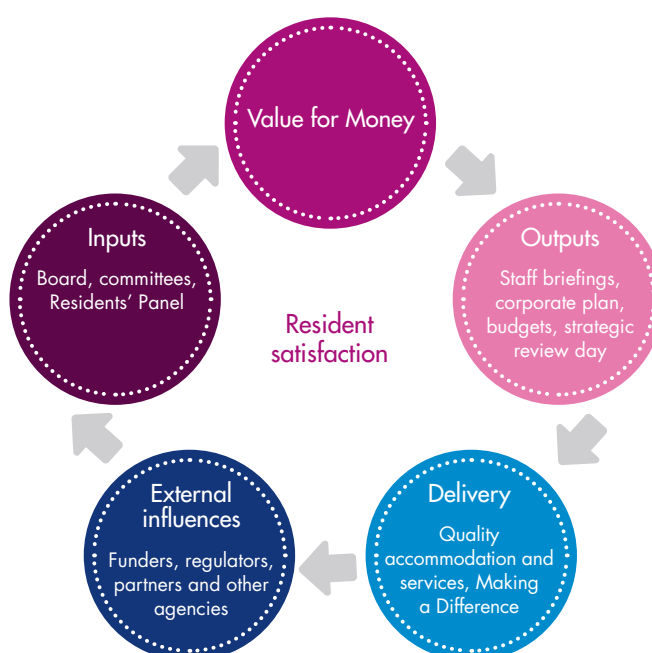 Value for Money
Inputs
Board, committees,
Residents’ Panel
Outputs
Staff briefings,
corporate plan,
budgets, strategic
review day
Resident
satisfaction
External
influences
Funders, regulators,
partners and other
agencies
Delivery
Quality
accommodation and
services, Making
a Difference